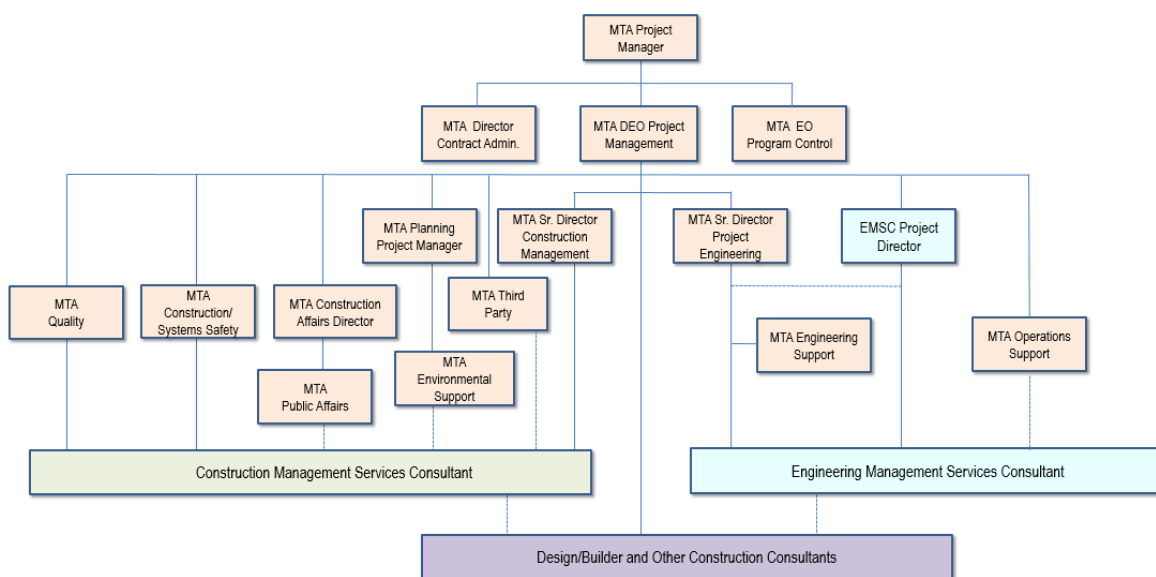 MTA Project
Manager
MTA Director
Contract Admin.
MTA DEO Project
Management
MTA EO
Program Control
MTA Planning
Project Manager
MTA Sr. Director
Construction
Management
MTA Sr. Director
Project
Engineering
EMSC Project
Director
MTA
Quality
MTA
Construction/
Systems Safety
MTA Construction
Affairs Director
MTA Third
Party
MTA Engineering
Support
MTA Operations
Support
MTA
Public Affairs
MTA
Environmental
Support
Construction Management Services Consultant
Engineering Management Services Consultant
Design/Builder and Other Construction Consultants